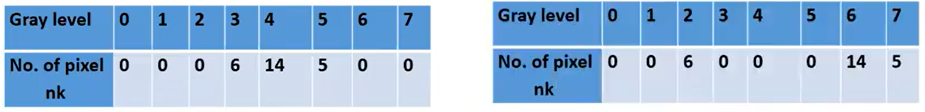 Gray level 0 1 2 3 4 5 6 7
No. of pixel nk 0 0 0 6 14 5 0 0
Gray level 0 1 2 3 4 5 6 7
No. of pixel nk 0 0 6 0 0 0 14 5